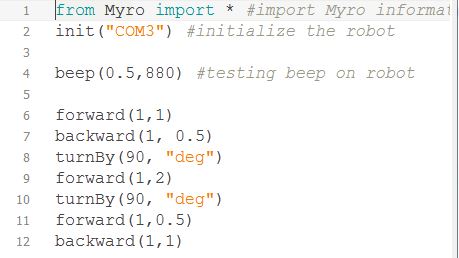 1 from Myro import * #import Myro informat
2 init("COM3") #initialize the robot
3
4 beep(0.5,880) #testing beep on robot
5
6 forward(1,1)
7 backward(1, 0.5)
8 turnBy(90, "deg")
9 forward(1,2)
10 turnBy(90, "deg")
11 forward(1,0.5)
12 backward(1,1)